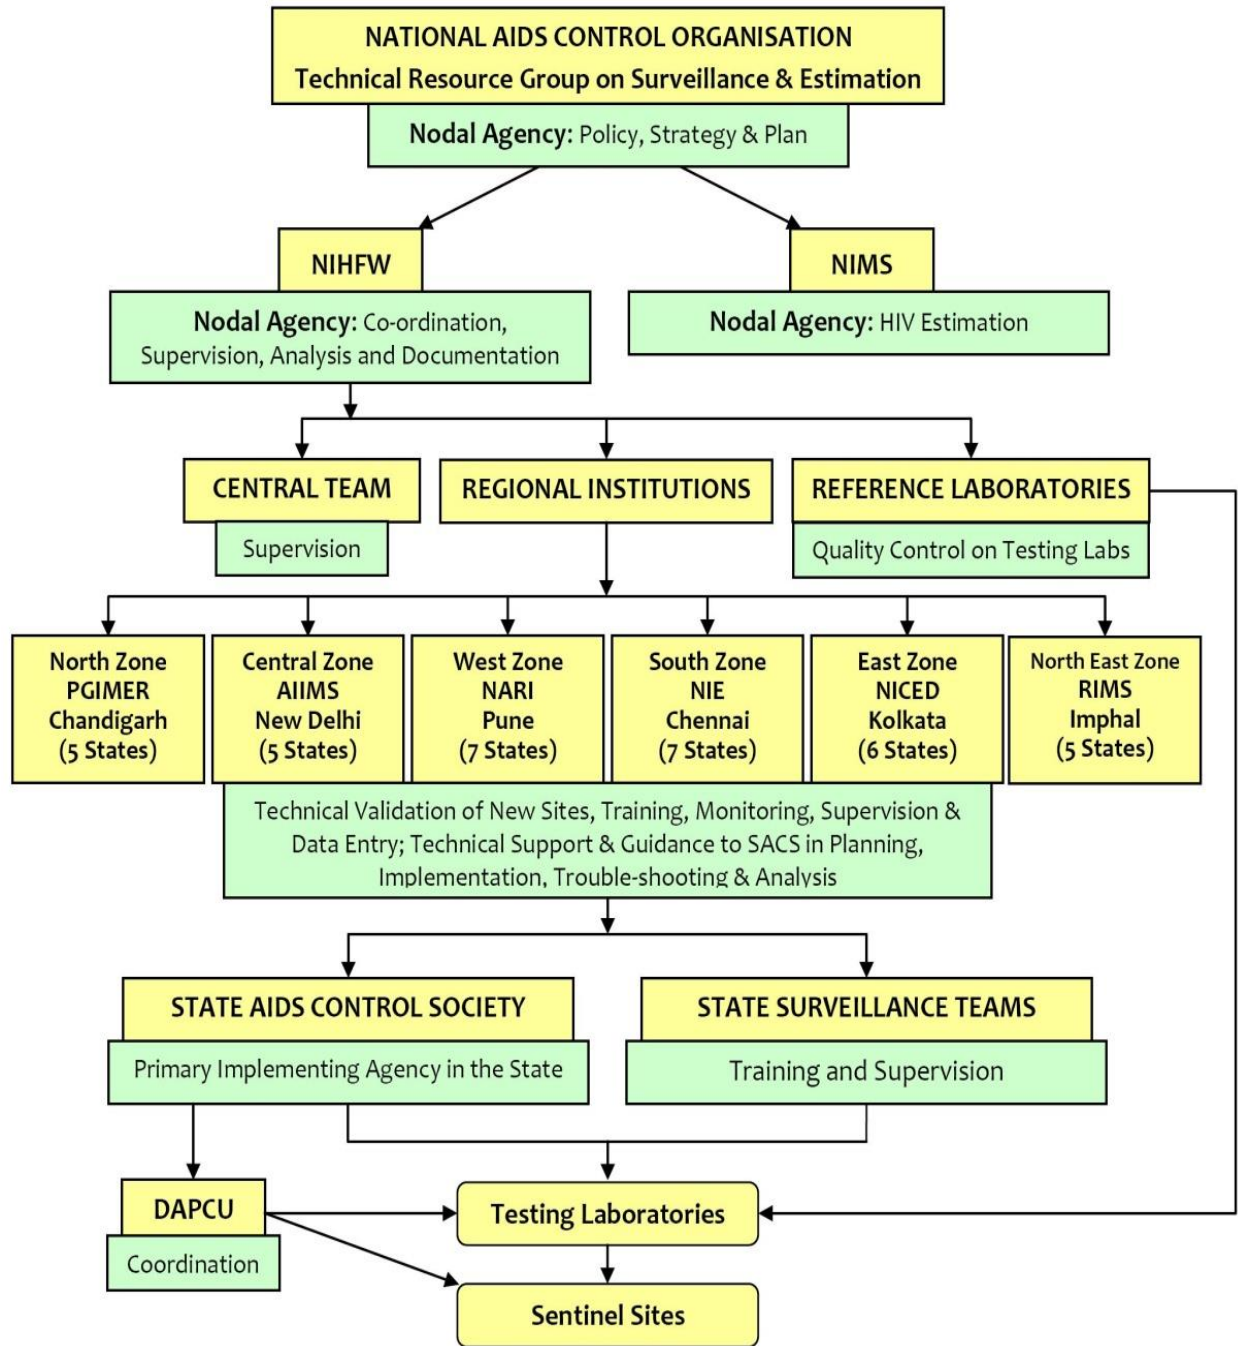 NATIONAL AIDS CONTROL ORGANISATION
Technical Resource Group on Surveillance & Estimation
Nodal Agency: Policy, Strategy & Plan
NIHFW
Nodal Agency: Co-ordination,
Supervision, Analysis and Documentation
NIMS
Nodal Agency: HIV Estimation
CENTRAL TEAM
Supervision
REGIONAL INSTITUTIONS
REFERENCE LABORATORIES
Quality Control on Testing Labs
North Zone
PGIMER
Chandigarh
(5 States)
Central Zone
AIIMS
New Delhi
(5 States)
West Zone
NARI
Pune
(7 States)
South Zone
NIE
Chennai
(7 States)
East Zone
NICED
Kolkata
(6 States)
North East Zone
RIMS
Imphal
(5 States)
Technical Validation of New Sites, Training, Monitoring, Supervision &
Data Entry; Technical Support & Guidance to SACS in Planning,
Implementation, Trouble-shooting & Analysis
STATE AIDS CONTROL SOCIETY
Primary Implementing Agency in the State
STATE SURVEILLANCE TEAMS
Training and Supervision
DAPCU
Coordination
Testing Laboratories
Sentinel Sites